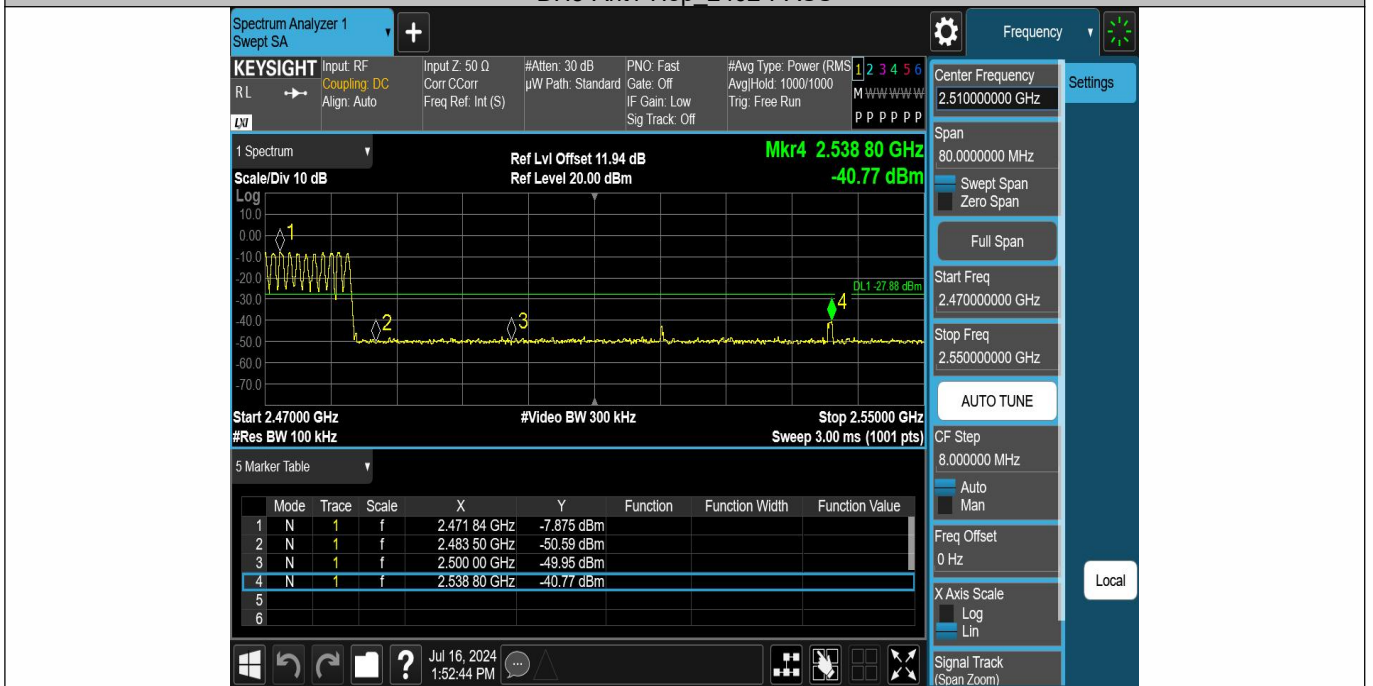 Spectrum Analyzer 1
Swept SA
Frequency
KEYSIGHT
RL
LXI
Input: RF
Coupling: DC
Align: Auto
Input Z: 50 Ω
Corr CCorr
Freq Ref: Int (S)
#Atten: 30 dB
µW Path: Standard
PNO: Fast
Gate: Off
IF Gain: Low
Sig Track: Off
#Avg Type: Power (RMS
Avg|Hold: 1000/1000
Trig: Free Run
1 2 3 4 5 6
M W W W W W
P P P P P P
1 Spectrum
Scale/Div 10 dB
Ref Lvl Offset 11.94 dB
Ref Level 20.00 dBm
Mkr4 2.538 80 GHz
-40.77 dBm
Log
10.0
0.00
-10.0
-20.0
-30.0
-40.0
-50.0
-60.0
-70.0
1
2
3
4
DL1 -27.88 dBm
Start 2.47000 GHz
#Video BW 300 kHz
Stop 2.55000 GHz
#Res BW 100 kHz
Sweep 3.00 ms (1001 pts)
5 Marker Table
Mode Trace Scale X Y Function Function Width Function Value
1 N 1 f 2.471 84 GHz -7.875 dBm
2 N 1 f 2.483 50 GHz -50.59 dBm
3 N 1 f 2.500 00 GHz -49.95 dBm
4 N 1 f 2.538 80 GHz -40.77 dBm
5
6
Jul 16, 2024
1:52:44 PM
Center Frequency
2.510000000 GHz
Settings
Span
80.0000000 MHz
Swept Span
Zero Span
Full Span
Start Freq
2.470000000 GHz
Stop Freq
2.550000000 GHz
AUTO TUNE
CF Step
8.000000 MHz
Auto
Man
Freq Offset
0 Hz
X Axis Scale
Log
Lin
Local
Signal Track
(Span Zoom)